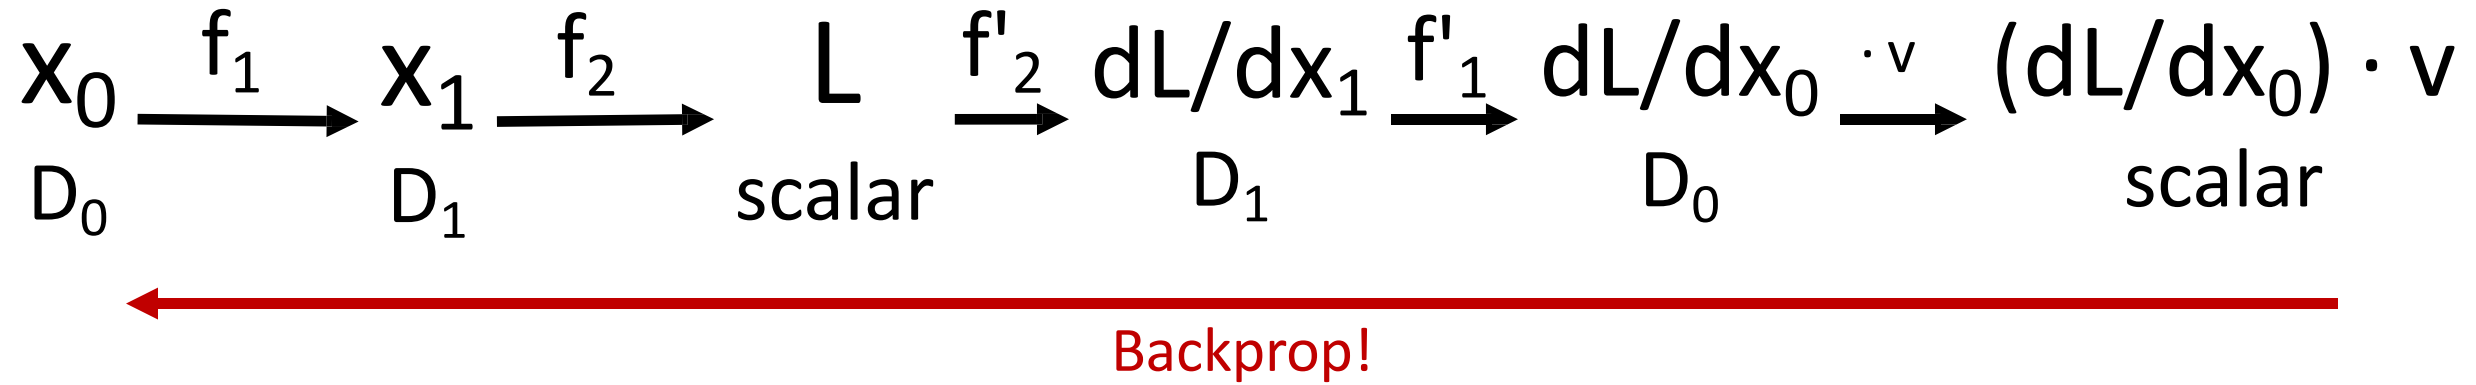 x₀ f₁ x₁ f₂ L f'₂ dL/dx₁ f'₁ dL/dx₀ · v (dL/dx₀) · v
D₀ D₁ scalar D₁ D₀ scalar
Backprop!